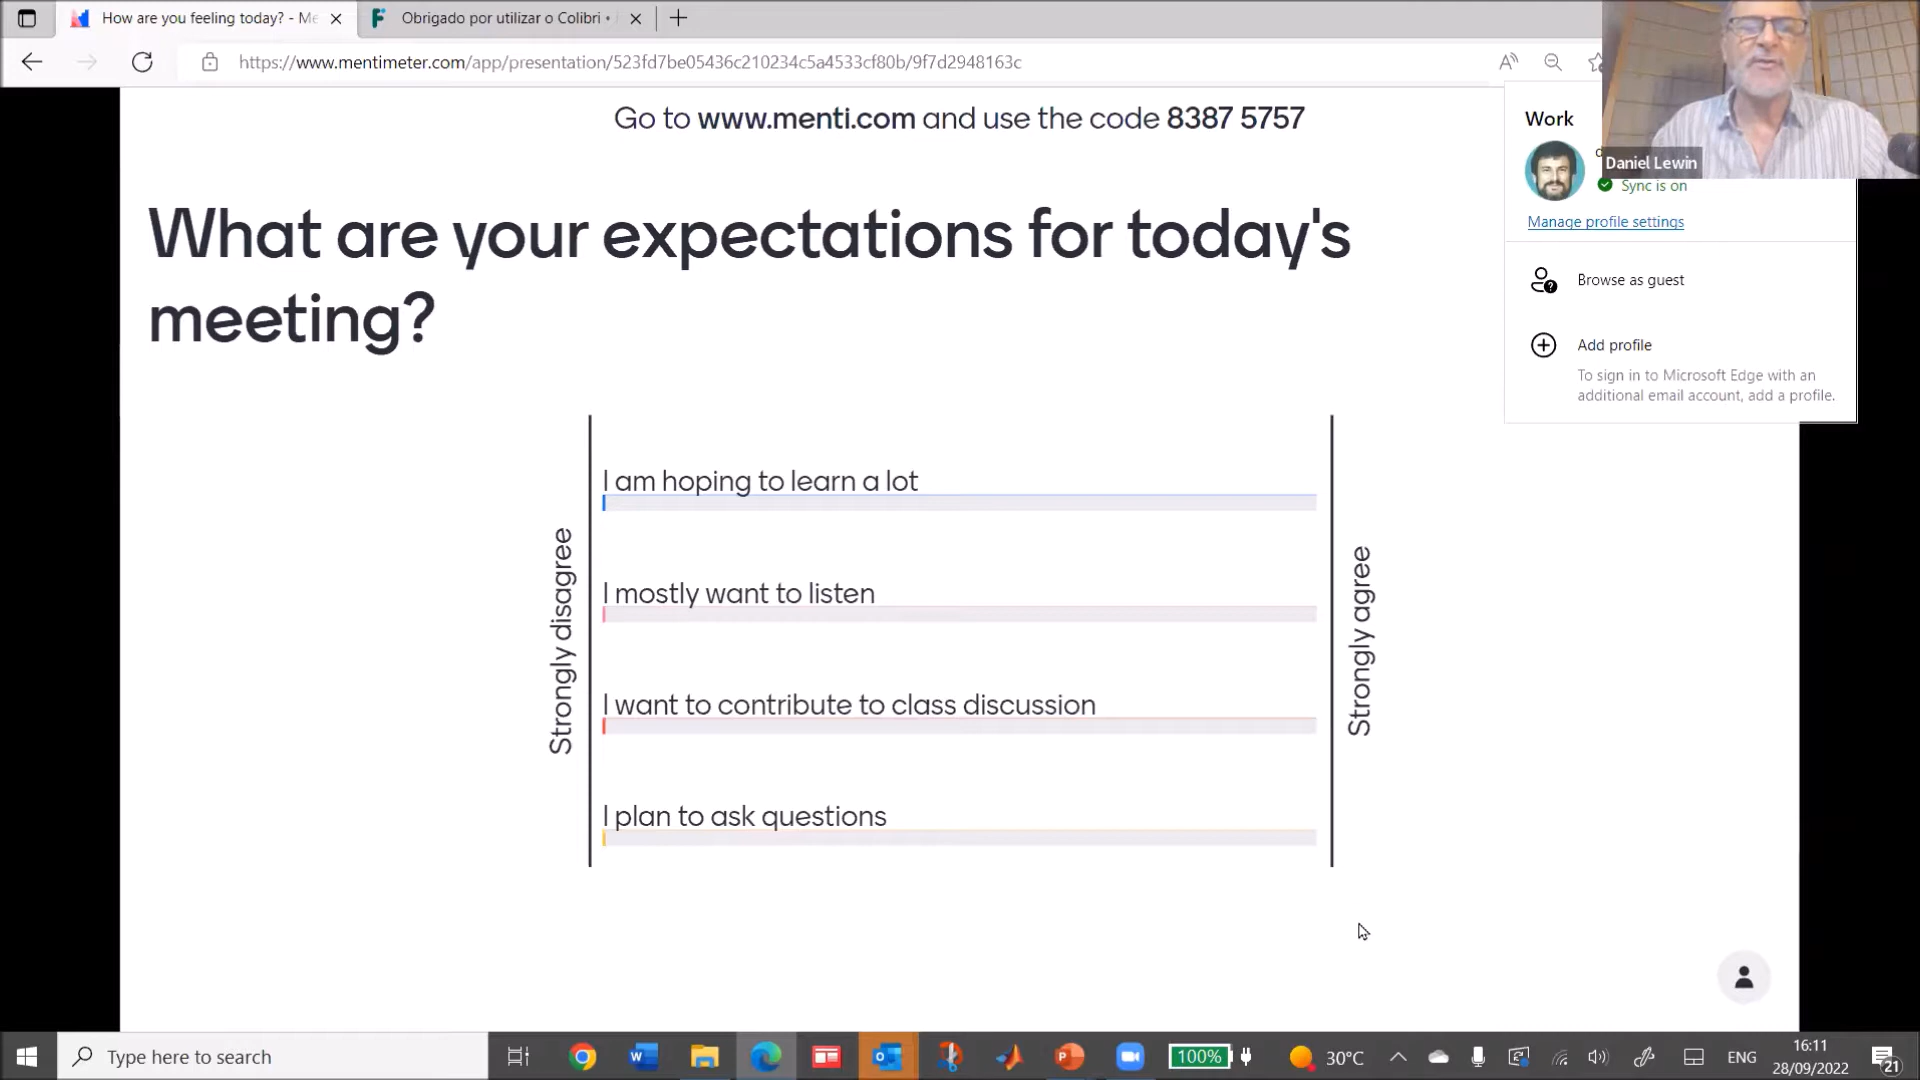 How are you feeling today? - Me
Obrigado por utilizar o Colibri •
https://www.mentimeter.com/app/presentation/523fd7be05436c210234c5a4533cf80b/9f7d2948163c
Go to www.menti.com and use the code 8387 5757
What are your expectations for today's
meeting?
Work
Daniel Lewin
Sync is on
Manage profile settings
Browse as guest
Add profile
To sign in to Microsoft Edge with an
additional email account, add a profile.
Strongly disagree
I am hoping to learn a lot
I mostly want to listen
I want to contribute to class discussion
I plan to ask questions
Strongly agree
Type here to search
100%
30°C
ENG
16:11
28/09/2022
21